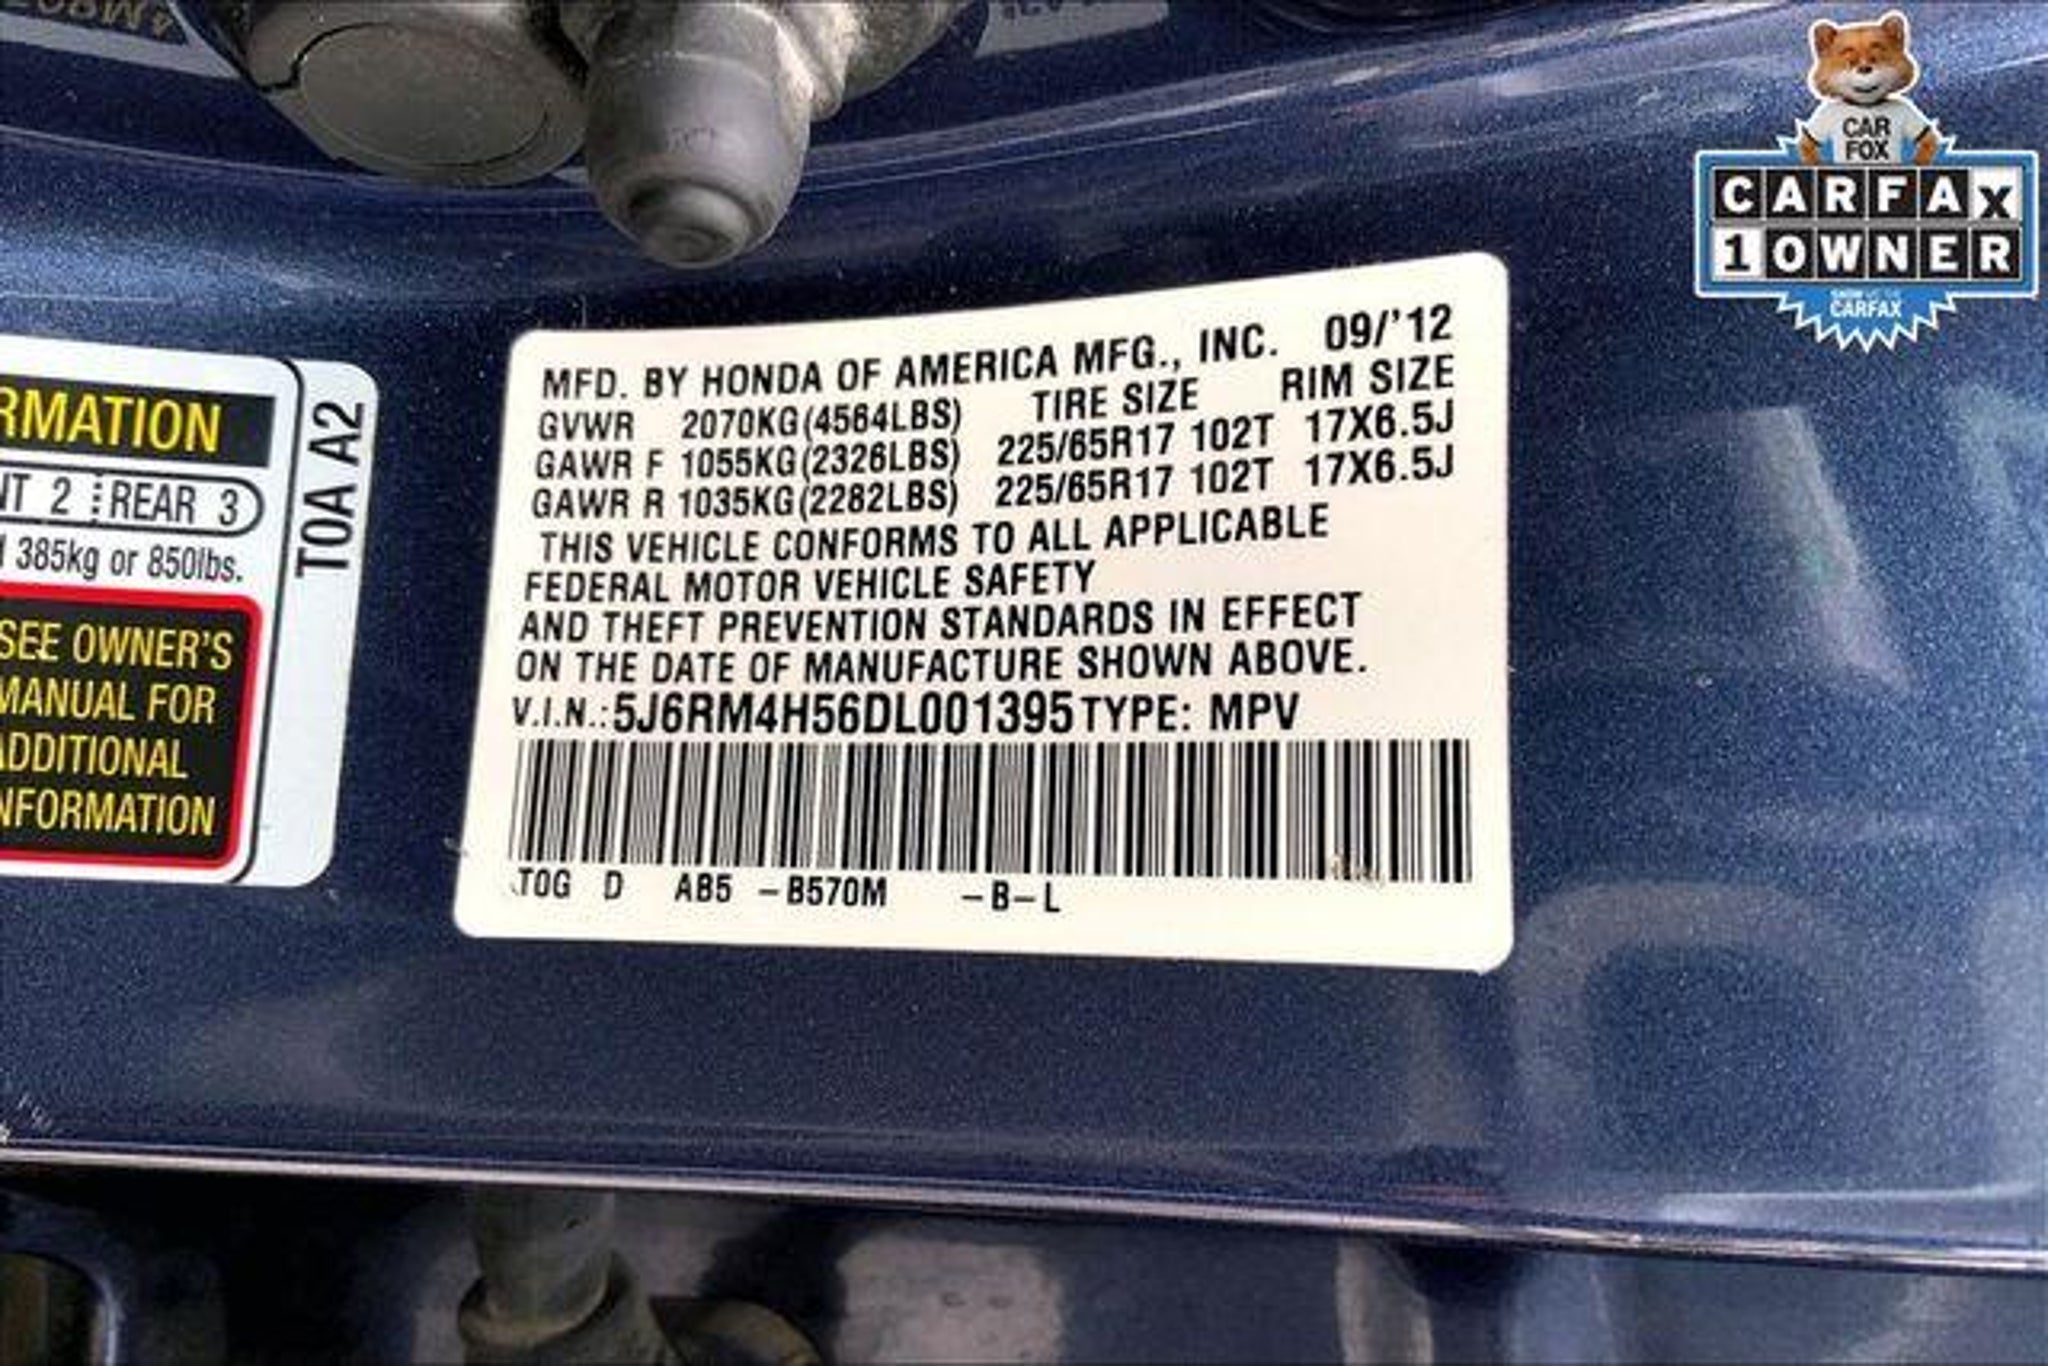 CAR
FOX
CARFAX
1 OWNER
CARFAX
RMATION
NT 2 REAR 3
385kg or 850lbs.
SEE OWNER'S
MANUAL FOR
ADDITIONAL
INFORMATION
T0A A2
MFD. BY HONDA OF AMERICA MFG., INC. 09/'12
GVWR 2070KG(4564LBS) TIRE SIZE RIM SIZE
GAWR F 1055KG(2326LBS) 225/65R17 102T 17X6.5J
GAWR R 1035KG(2282LBS) 225/65R17 102T 17X6.5J
THIS VEHICLE CONFORMS TO ALL APPLICABLE
FEDERAL MOTOR VEHICLE SAFETY
AND THEFT PREVENTION STANDARDS IN EFFECT
ON THE DATE OF MANUFACTURE SHOWN ABOVE.
V.I.N.: 5J6RM4H56DL001395 TYPE: MPV
T0G D AB5 -B570M -B-L